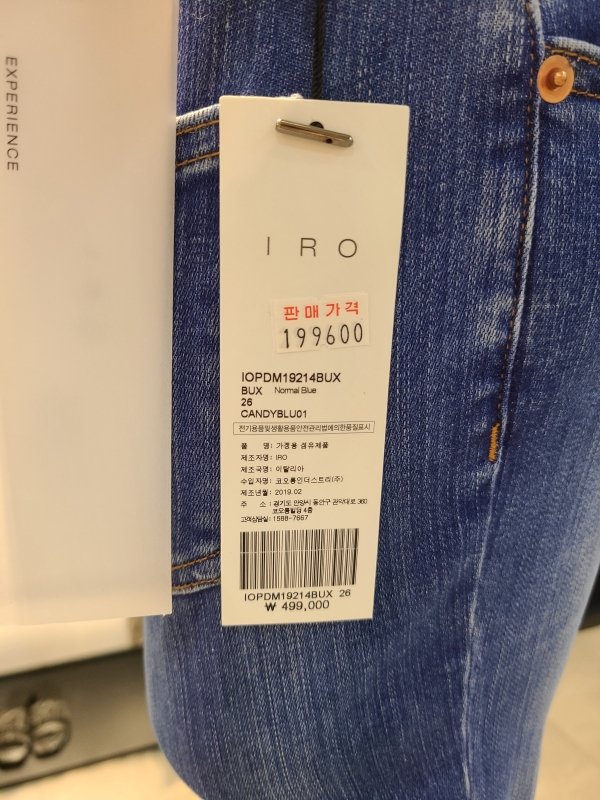 EXPERIENCE
IRO
판매가격
199600
IOPDM19214BUX
BUX Normal Blue
26
CANDYBLU01
전기용품및생활용품안전관리법에의한품질표시
품 명: 가정용 섬유제품
제조자명: IRO
제조국명: 이탈리아
수입자명: 코오롱인더스트리(주)
제조년월: 2019.02
주 소 : 경기도 안양시 동안구 관악대로 360
코오롱빌딩 4층
고객상담실: 1588-7667
IOPDM19214BUX 26
₩ 499,000